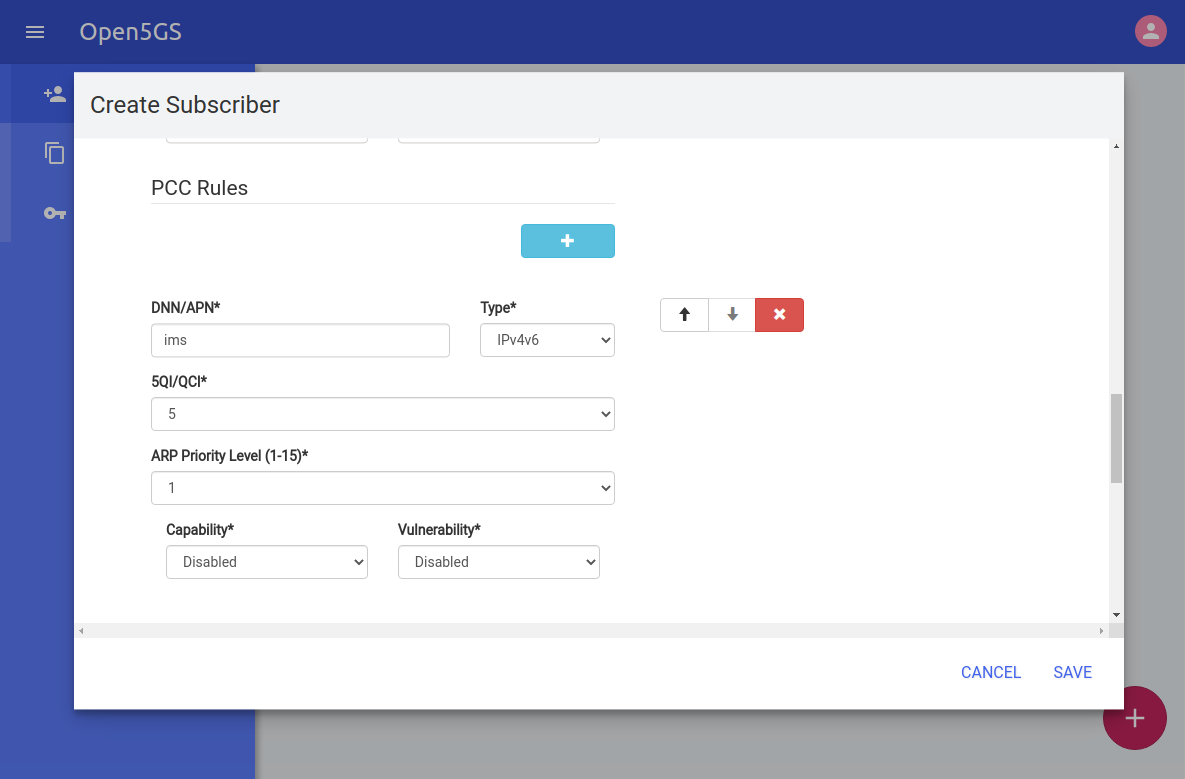 Open5GS
Create Subscriber
PCC Rules
DNN/APN* Type*
ims IPv4v6
5QI/QCI*
5
ARP Priority Level (1-15)*
1
Capability* Vulnerability*
Disabled Disabled
CANCEL SAVE